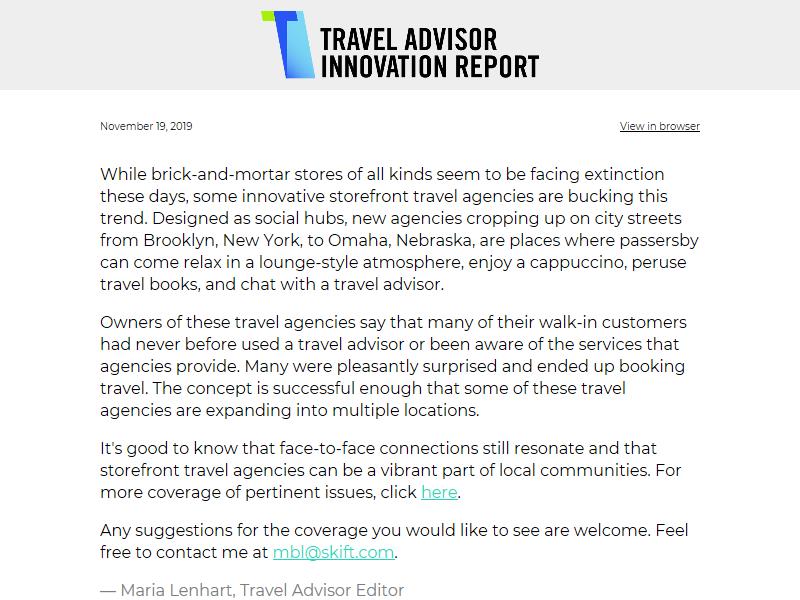 TRAVEL ADVISOR
INNOVATION REPORT
November 19, 2019
View in browser
While brick-and-mortar stores of all kinds seem to be facing extinction
these days, some innovative storefront travel agencies are bucking this
trend. Designed as social hubs, new agencies cropping up on city streets
from Brooklyn, New York, to Omaha, Nebraska, are places where passersby
can come relax in a lounge-style atmosphere, enjoy a cappuccino, peruse
travel books, and chat with a travel advisor.
Owners of these travel agencies say that many of their walk-in customers
had never before used a travel advisor or been aware of the services that
agencies provide. Many were pleasantly surprised and ended up booking
travel. The concept is successful enough that some of these travel
agencies are expanding into multiple locations.
It's good to know that face-to-face connections still resonate and that
storefront travel agencies can be a vibrant part of local communities. For
more coverage of pertinent issues, click here.
Any suggestions for the coverage you would like to see are welcome. Feel
free to contact me at mbl@skift.com.
— Maria Lenhart, Travel Advisor Editor